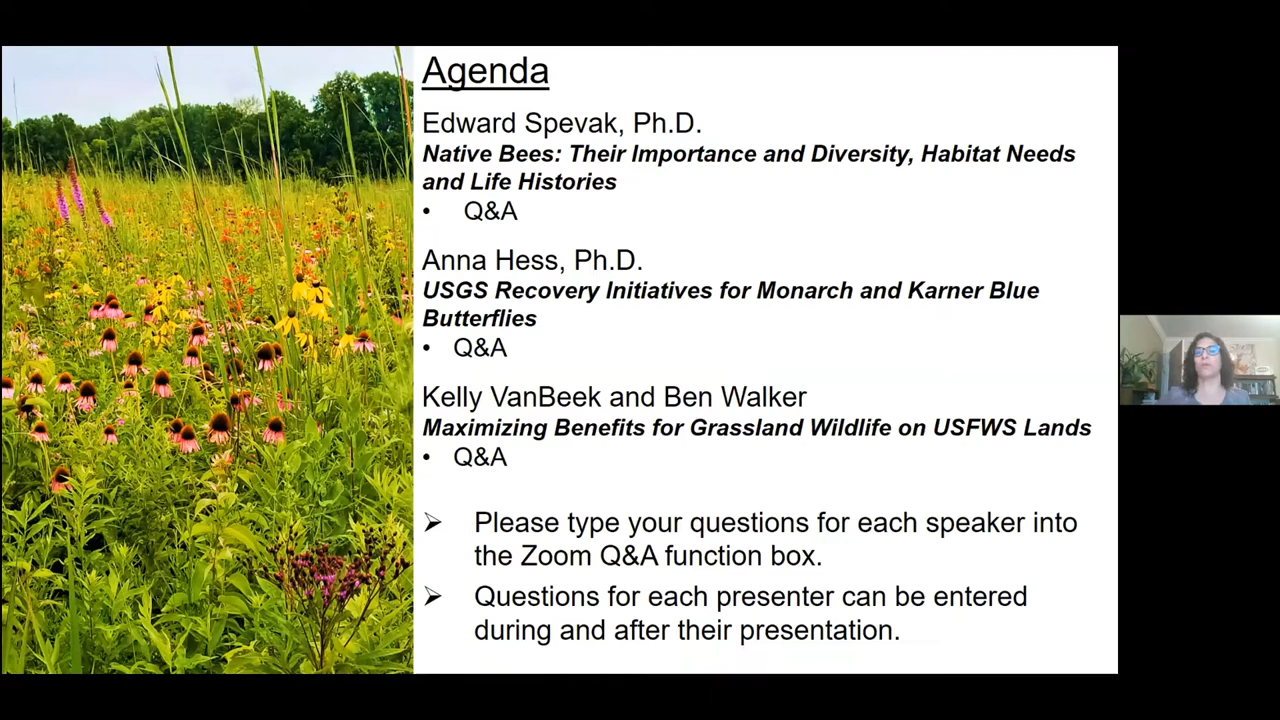 Agenda
Edward Spevak, Ph.D.
Native Bees: Their Importance and Diversity, Habitat Needs
and Life Histories
• Q&A
Anna Hess, Ph.D.
USGS Recovery Initiatives for Monarch and Karner Blue
Butterflies
• Q&A
Kelly VanBeek and Ben Walker
Maximizing Benefits for Grassland Wildlife on USFWS Lands
• Q&A
➢ Please type your questions for each speaker into
the Zoom Q&A function box.
➢ Questions for each presenter can be entered
during and after their presentation.